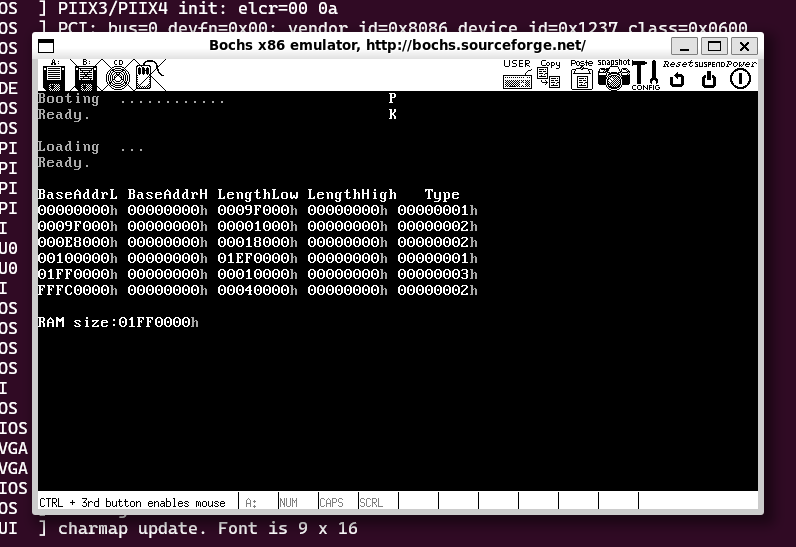 OS  ] PIIX3/PIIX4 init: elcr=00 0a
OS  ] PCI: bus=0 devfn=0x00: vendor_id=0x8086 device_id=0x1237 class=0x0600
OS
OS
DE
OS
OS
PI
PI
PI
PI
I
U0
U0
I
OS
OS
OS
OS
I
OS
IOS
VGA
VGA
IOS
OS
Bochs x86 emulator, http://bochs.sourceforge.net/
A: B: CD USER Copy Paste snapshot CONFIG Reset SUSPEND Power
Booting ............ P
Ready. K
Loading ...
Ready.
BaseAddrL BaseAddrH LengthLow LengthHigh Type
00000000h 00000000h 0009F000h 00000000h 00000001h
0009F000h 00000000h 00001000h 00000000h 00000002h
000E8000h 00000000h 00018000h 00000000h 00000002h
00100000h 00000000h 01EF0000h 00000000h 00000001h
01FF0000h 00000000h 00010000h 00000000h 00000003h
FFFC0000h 00000000h 00040000h 00000000h 00000002h
RAM size:01FF0000h
CTRL + 3rd button enables mouse A: NUM CAPS SCRL
UI  ] charmap update. Font is 9 x 16